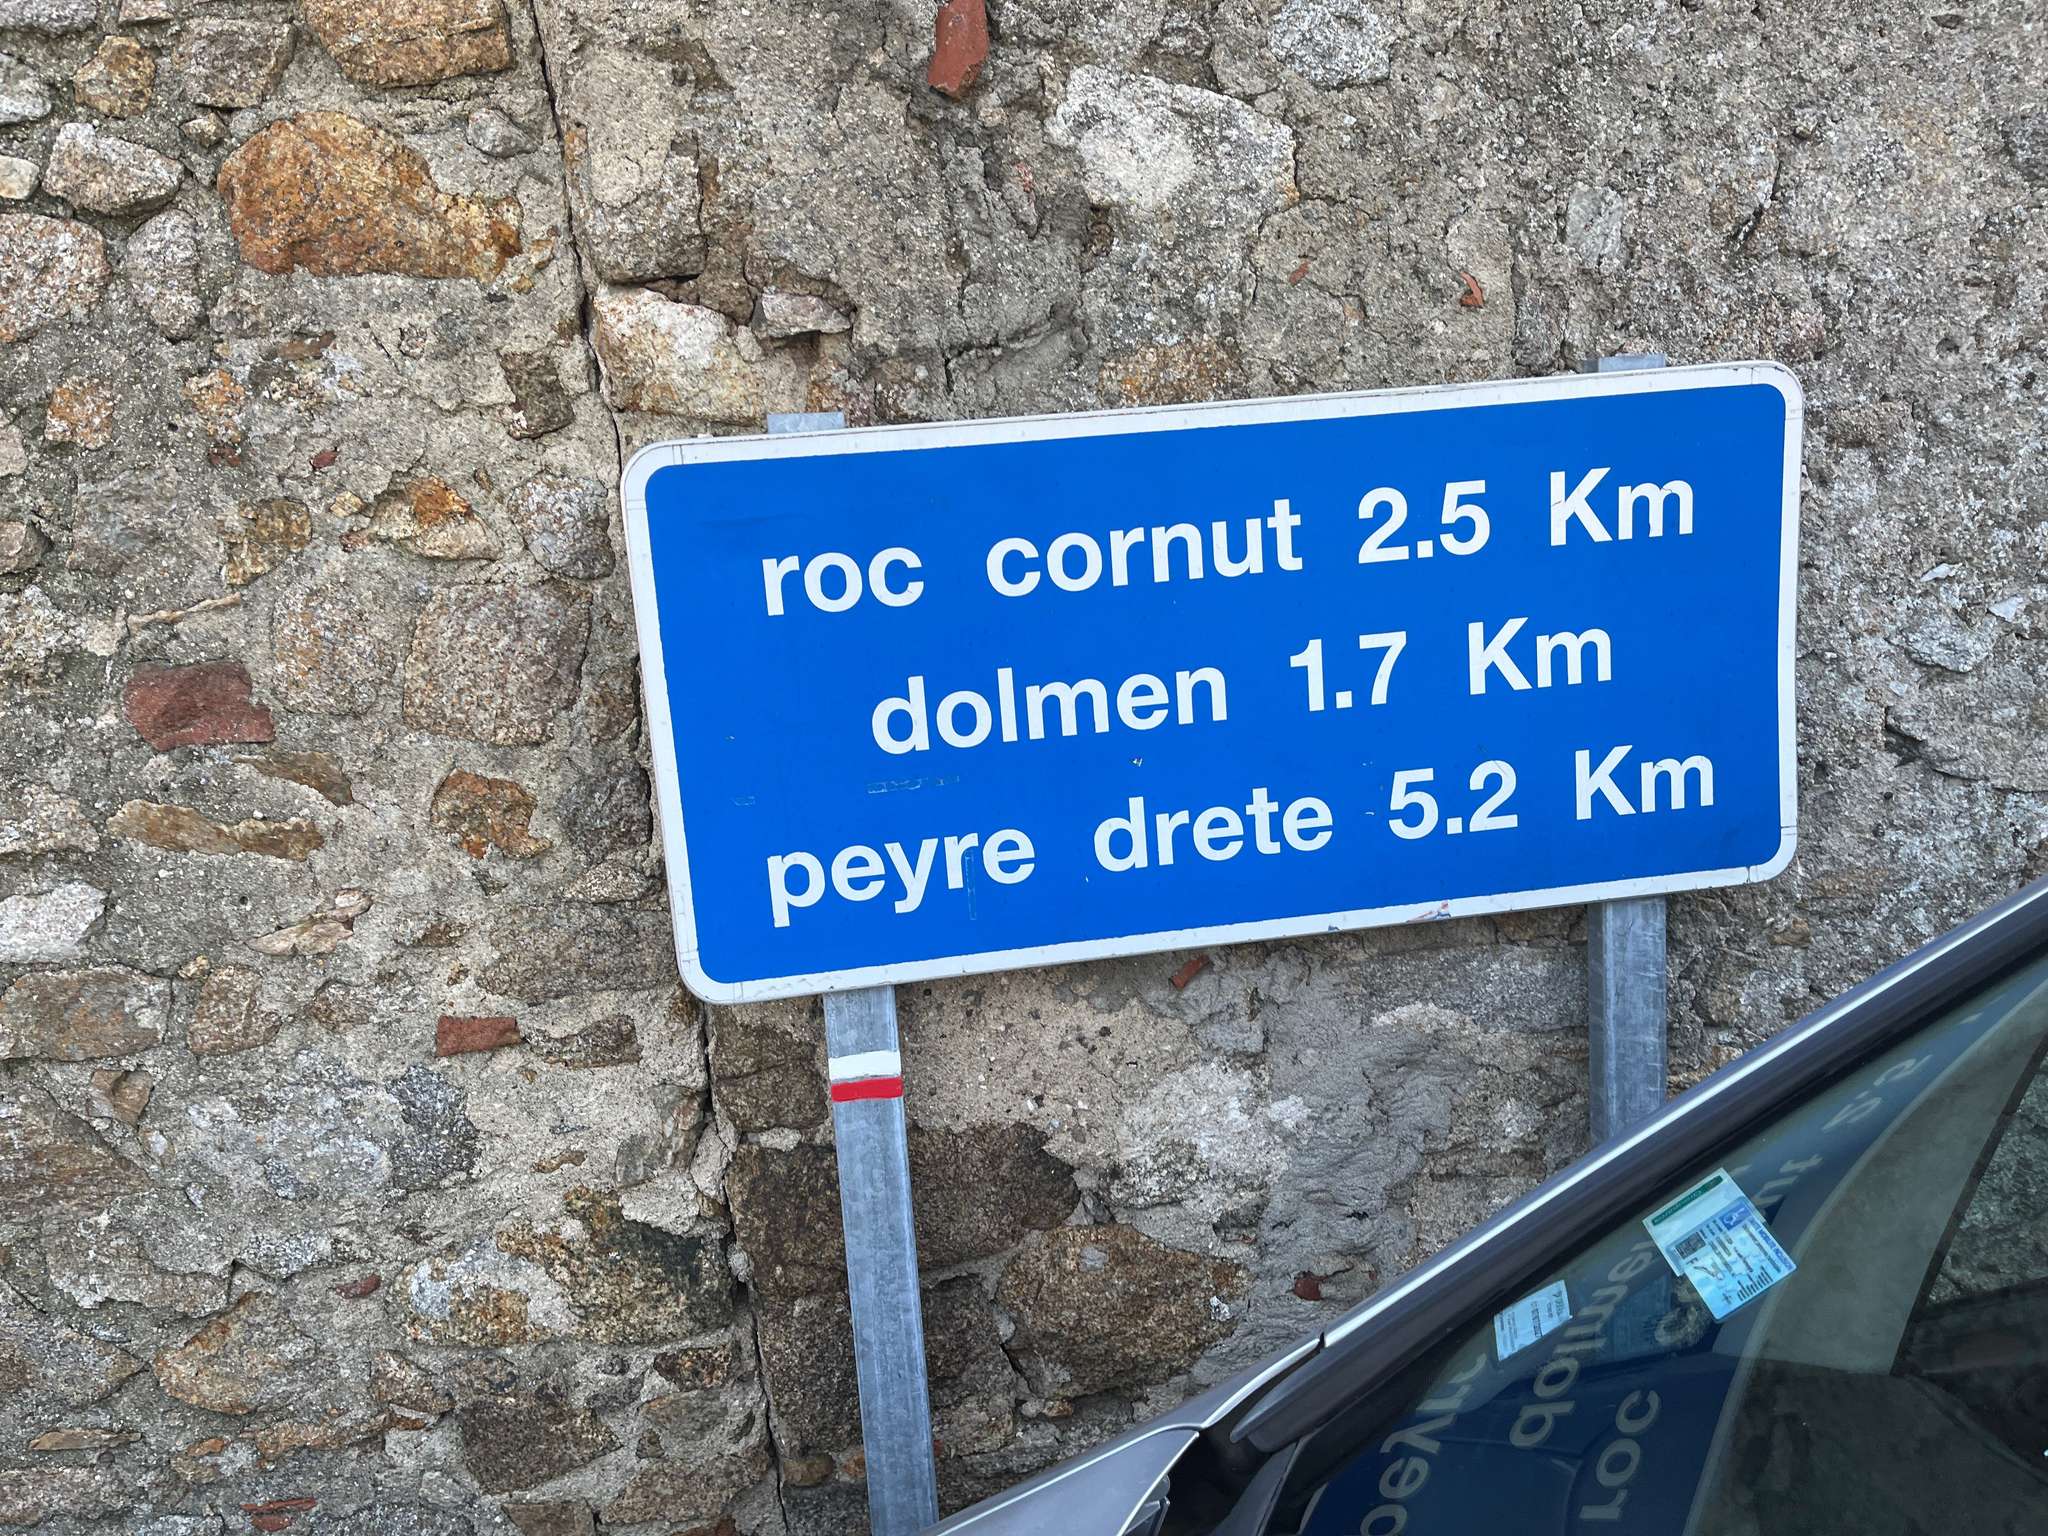 roc cornut 2.5 Km
dolmen 1.7 Km
peyre drete 5.2 Km